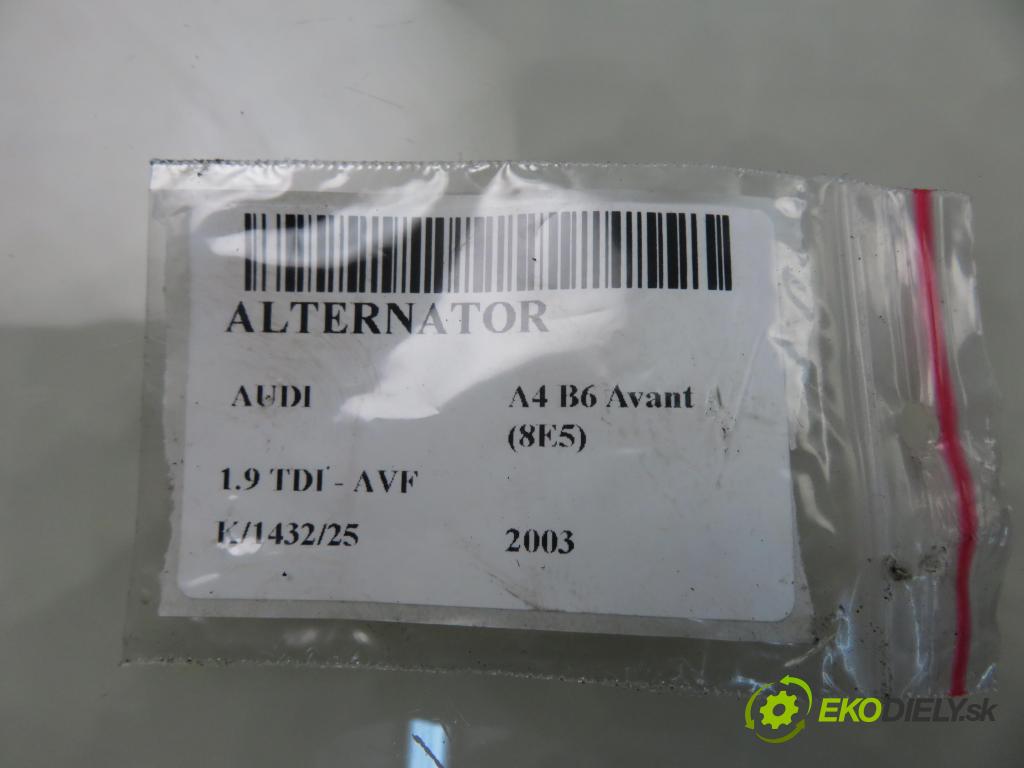 ALTERNATOR
AUDI A4 B6 Avant
(8E5)
1.9 TDI - AVF
K/1432/25 2003
EKODIELY.sk